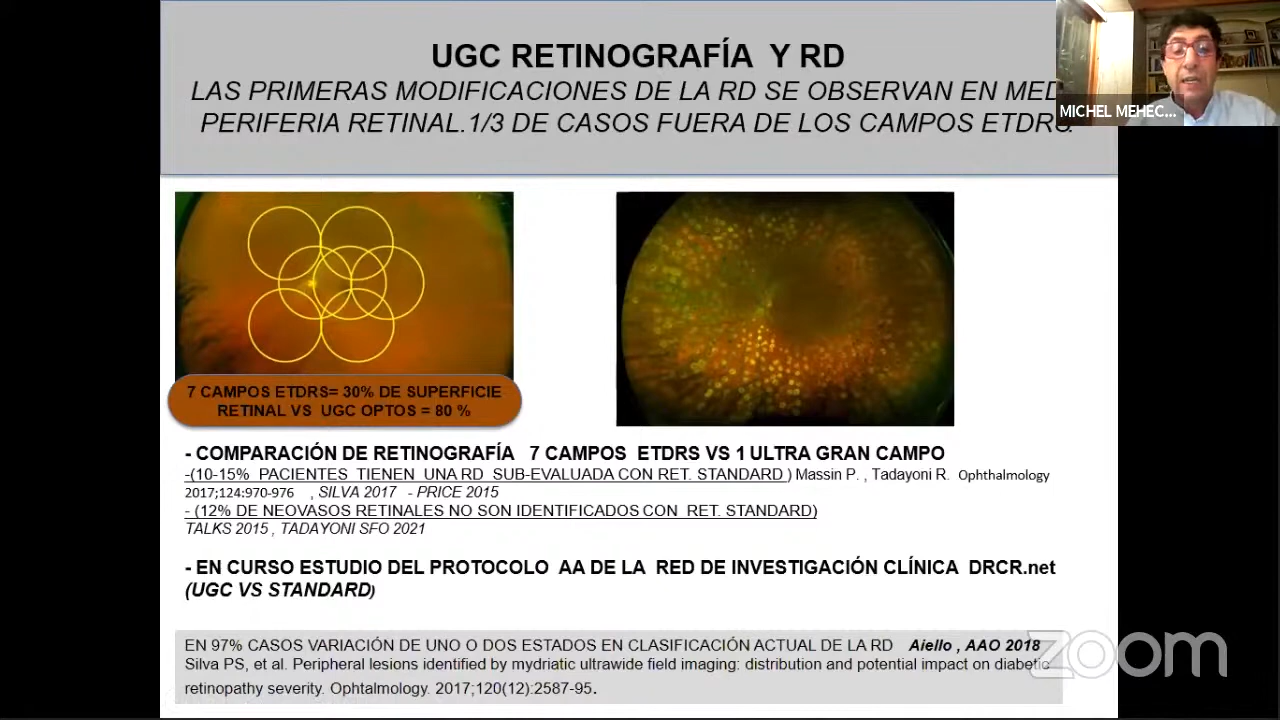 UGC RETINOGRAFÍA Y RD
LAS PRIMERAS MODIFICACIONES DE LA RD SE OBSERVAN EN
PERIFERIA RETINAL.1/3 DE CASOS FUERA DE LOS CAMPOS ETDRS
MICHEL MEHEC...
7 CAMPOS ETDRS= 30% DE SUPERFICIE
RETINAL VS UGC OPTOS = 80 %
- COMPARACIÓN DE RETINOGRAFÍA 7 CAMPOS ETDRS VS 1 ULTRA GRAN CAMPO
-(10-15% PACIENTES TIENEN UNA RD SUB-EVALUADA CON RET. STANDARD ) Massin P. , Tadayoni R. Ophthalmology
2017;124:970-976 , SILVA 2017 - PRICE 2015
- (12% DE NEOVASOS RETINALES NO SON IDENTIFICADOS CON RET. STANDARD)
TALKS 2015 , TADAYONI SFO 2021
- EN CURSO ESTUDIO DEL PROTOCOLO AA DE LA RED DE INVESTIGACIÓN CLÍNICA DRCR.net
(UGC VS STANDARD)
EN 97% CASOS VARIACIÓN DE UNO O DOS ESTADOS EN CLASIFICACIÓN ACTUAL DE LA RD Aiello , AAO 2018
Silva PS, et al. Peripheral lesions identified by mydriatic ultrawide field imaging: distribution and potential impact on diabetic
retinopathy severity. Ophtalmology. 2017;120(12):2587-95.
zoom